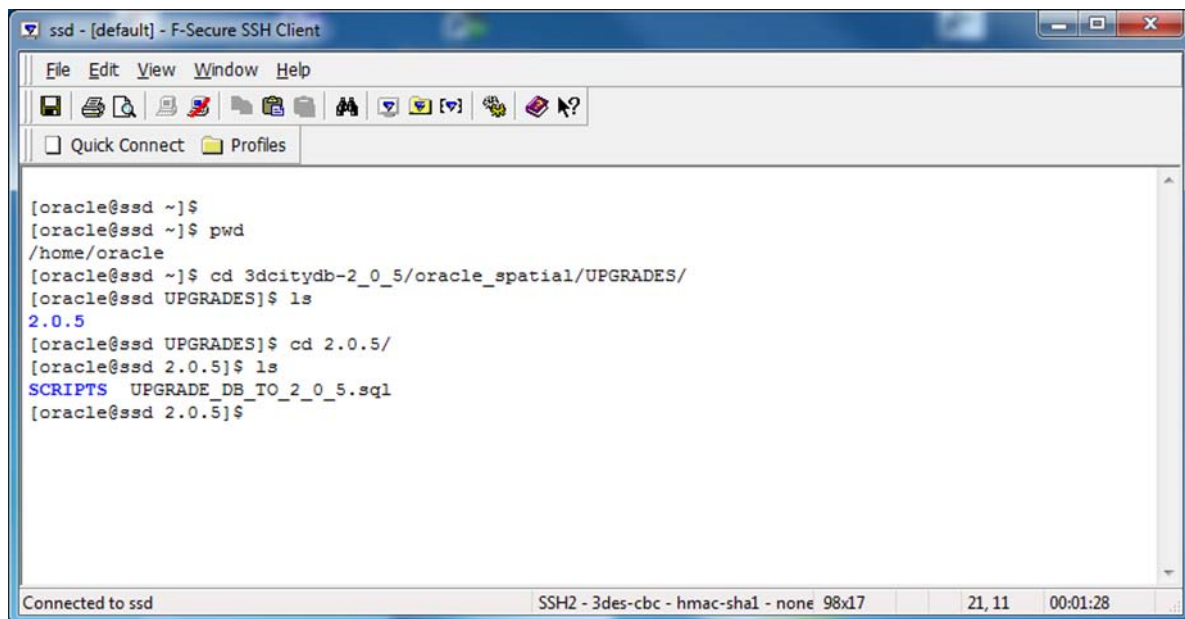 ssd - [default] - F-Secure SSH Client
File Edit View Window Help
Quick Connect Profiles
[oracle@ssd ~]$
[oracle@ssd ~]$ pwd
/home/oracle
[oracle@ssd ~]$ cd 3dcitydb-2_0_5/oracle_spatial/UPGRADES/
[oracle@ssd UPGRADES]$ ls
2.0.5
[oracle@ssd UPGRADES]$ cd 2.0.5/
[oracle@ssd 2.0.5]$ ls
SCRIPTS  UPGRADE_DB_TO_2_0_5.sql
[oracle@ssd 2.0.5]$
Connected to ssd SSH2 - 3des-cbc - hmac-sha1 - none 98x17 21, 11 00:01:28